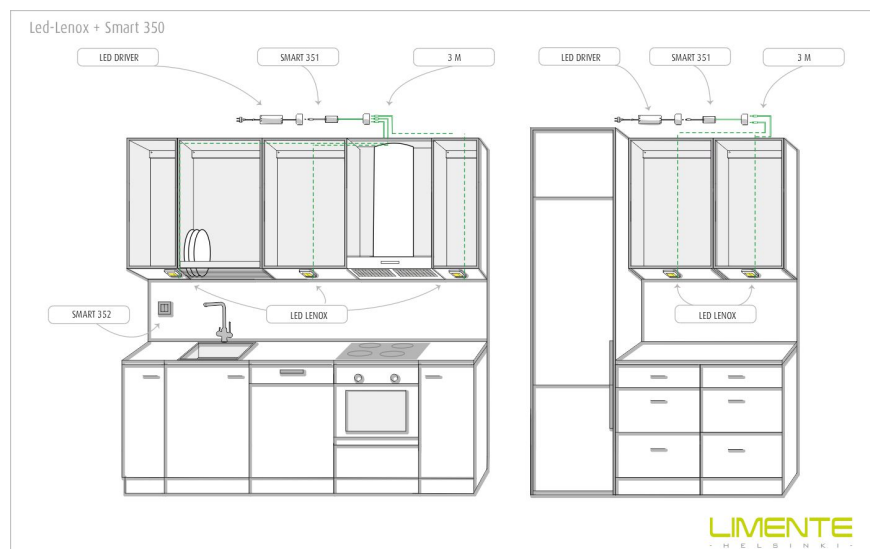 Led-Lenox + Smart 350
LED DRIVER
SMART 351
3 M
LED DRIVER
SMART 351
3 M
SMART 352
LED LENOX
LED LENOX
LIMENTE
- HELSINKI -